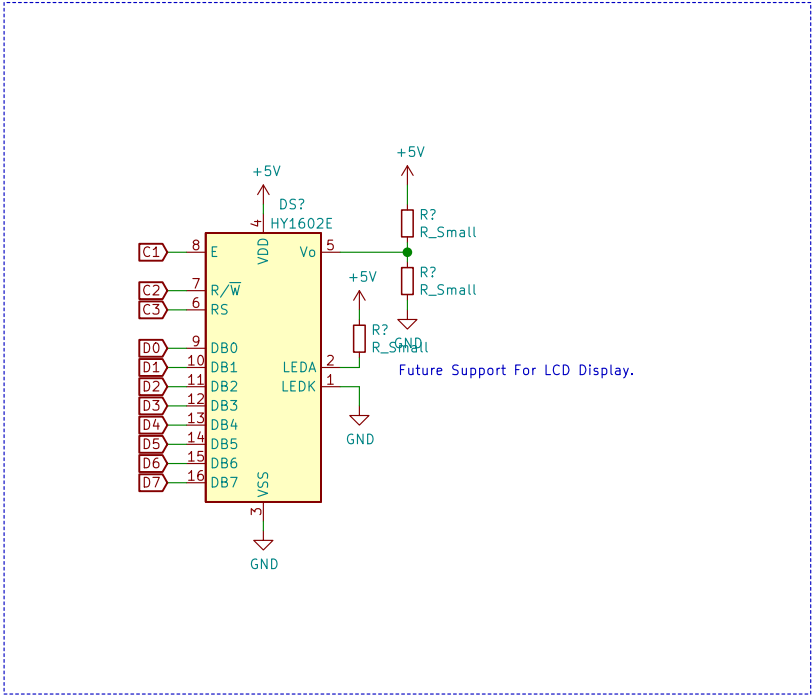 +5V
+5V
DS?
HY1602E
4
VDD
R?
R_Small
C1
8
E
Vo
5
R?
R_Small
+5V
C2
7
R/W
C3
6
RS
GND
R?
R_Small
D0
9
DB0
D1
10
DB1
LEDA
2
Future Support For LCD Display.
D2
11
DB2
LEDK
1
D3
12
DB3
D4
13
DB4
GND
D5
14
DB5
D6
15
DB6
D7
16
DB7
VSS
3
GND